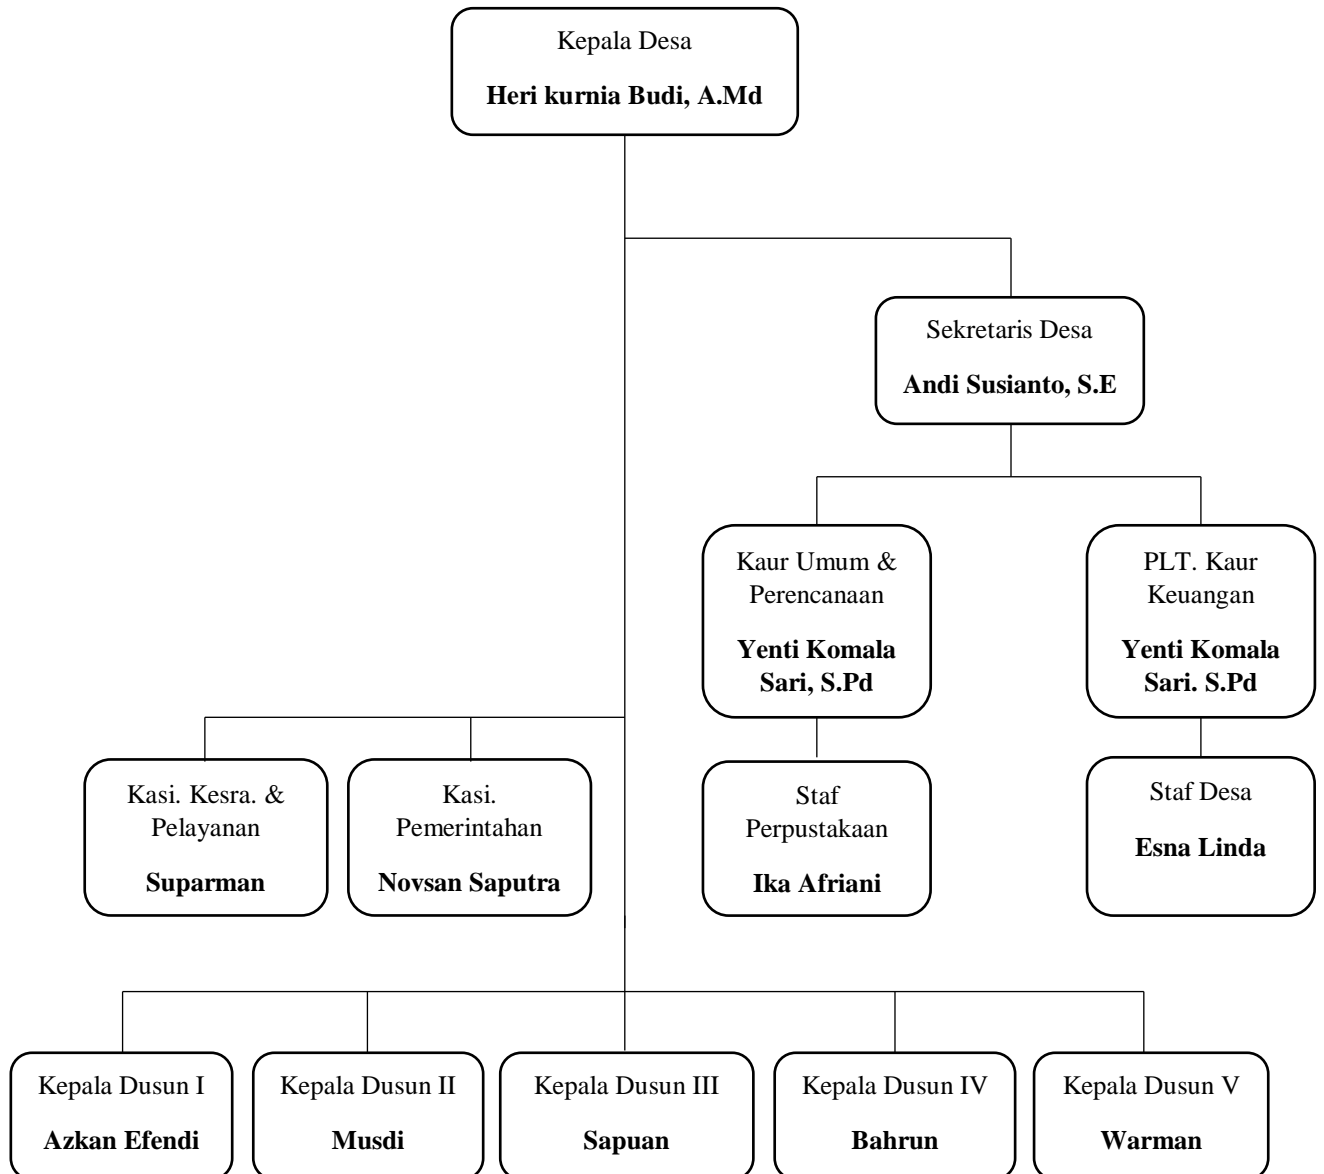 Kepala Desa
Heri kurnia Budi, A.Md
Sekretaris Desa
Andi Susianto, S.E
Kaur Umum &
Perencanaan
Yenti Komala
Sari, S.Pd
PLT. Kaur
Keuangan
Yenti Komala
Sari. S.Pd
Kasi. Kesra. &
Pelayanan
Suparman
Kasi.
Pemerintahan
Novsan Saputra
Staf
Perpustakaan
Ika Afriani
Staf Desa
Esna Linda
Kepala Dusun I
Azkan Efendi
Kepala Dusun II
Musdi
Kepala Dusun III
Sapuan
Kepala Dusun IV
Bahrun
Kepala Dusun V
Warman